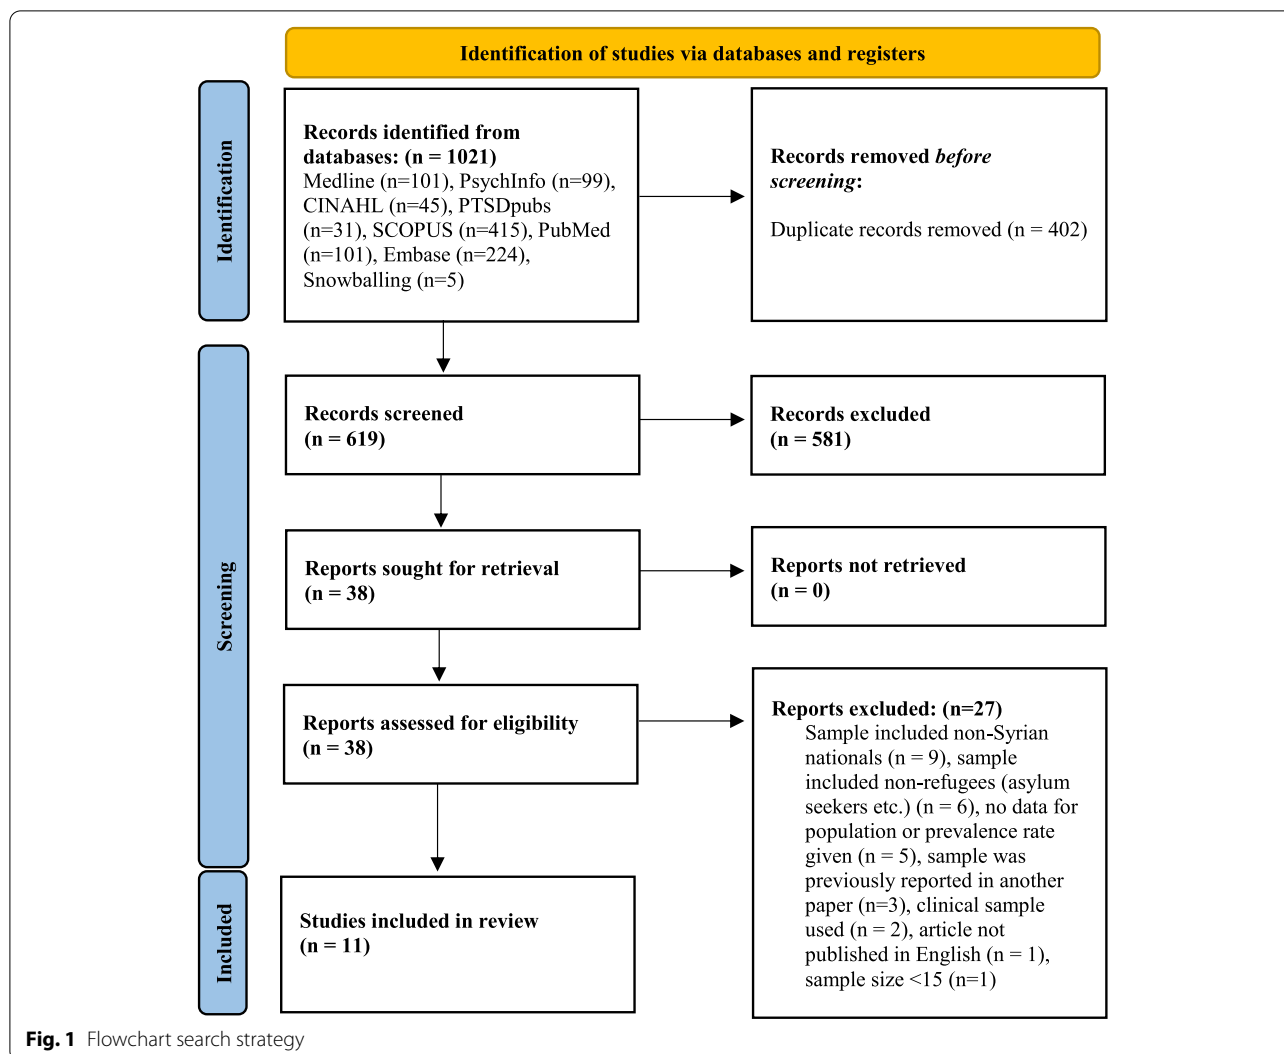 Identification of studies via databases and registers
Identification
Records identified from
databases: (n = 1021)
Medline (n=101), PsychInfo (n=99),
CINAHL (n=45), PTSDpubs
(n=31), SCOPUS (n=415), PubMed
(n=101), Embase (n=224),
Snowballing (n=5)
Records removed before
screening:
Duplicate records removed (n = 402)
Screening
Records screened
(n = 619)
Records excluded
(n = 581)
Reports sought for retrieval
(n = 38)
Reports not retrieved
(n = 0)
Reports assessed for eligibility
(n = 38)
Reports excluded: (n=27)
Sample included non-Syrian
nationals (n = 9), sample
included non-refugees (asylum
seekers etc.) (n = 6), no data for
population or prevalence rate
given (n = 5), sample was
previously reported in another
paper (n=3), clinical sample
used (n = 2), article not
published in English (n = 1),
sample size <15 (n=1)
Included
Studies included in review
(n = 11)
Fig. 1 Flowchart search strategy